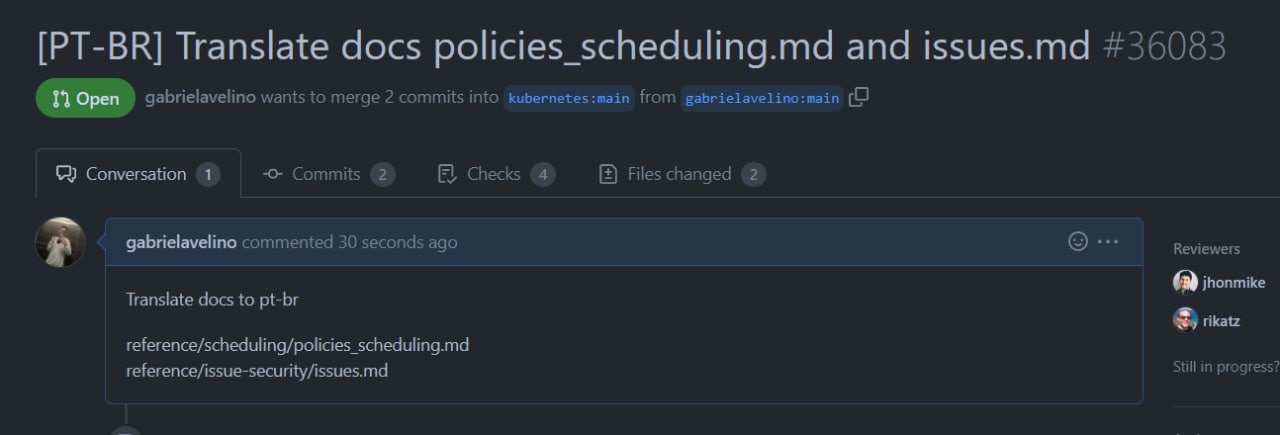 [PT-BR] Translate docs policies_scheduling.md and issues.md #36083
Open gabrielavelino wants to merge 2 commits into kubernetes:main from gabrielavelino:main
Conversation 1 Commits 2 Checks 4 Files changed 2
gabrielavelino commented 30 seconds ago
Translate docs to pt-br
reference/scheduling/policies_scheduling.md
reference/issue-security/issues.md
Reviewers
jhonmike
rikatz
Still in progress?